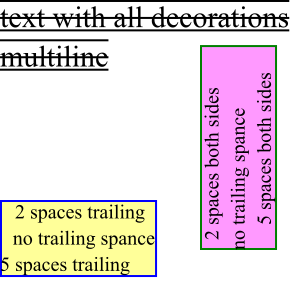 text with all decorations
multiline
2 spaces both sides
no trailing spance
5 spaces both sides
2 spaces trailing
no trailing spance
5 spaces trailing